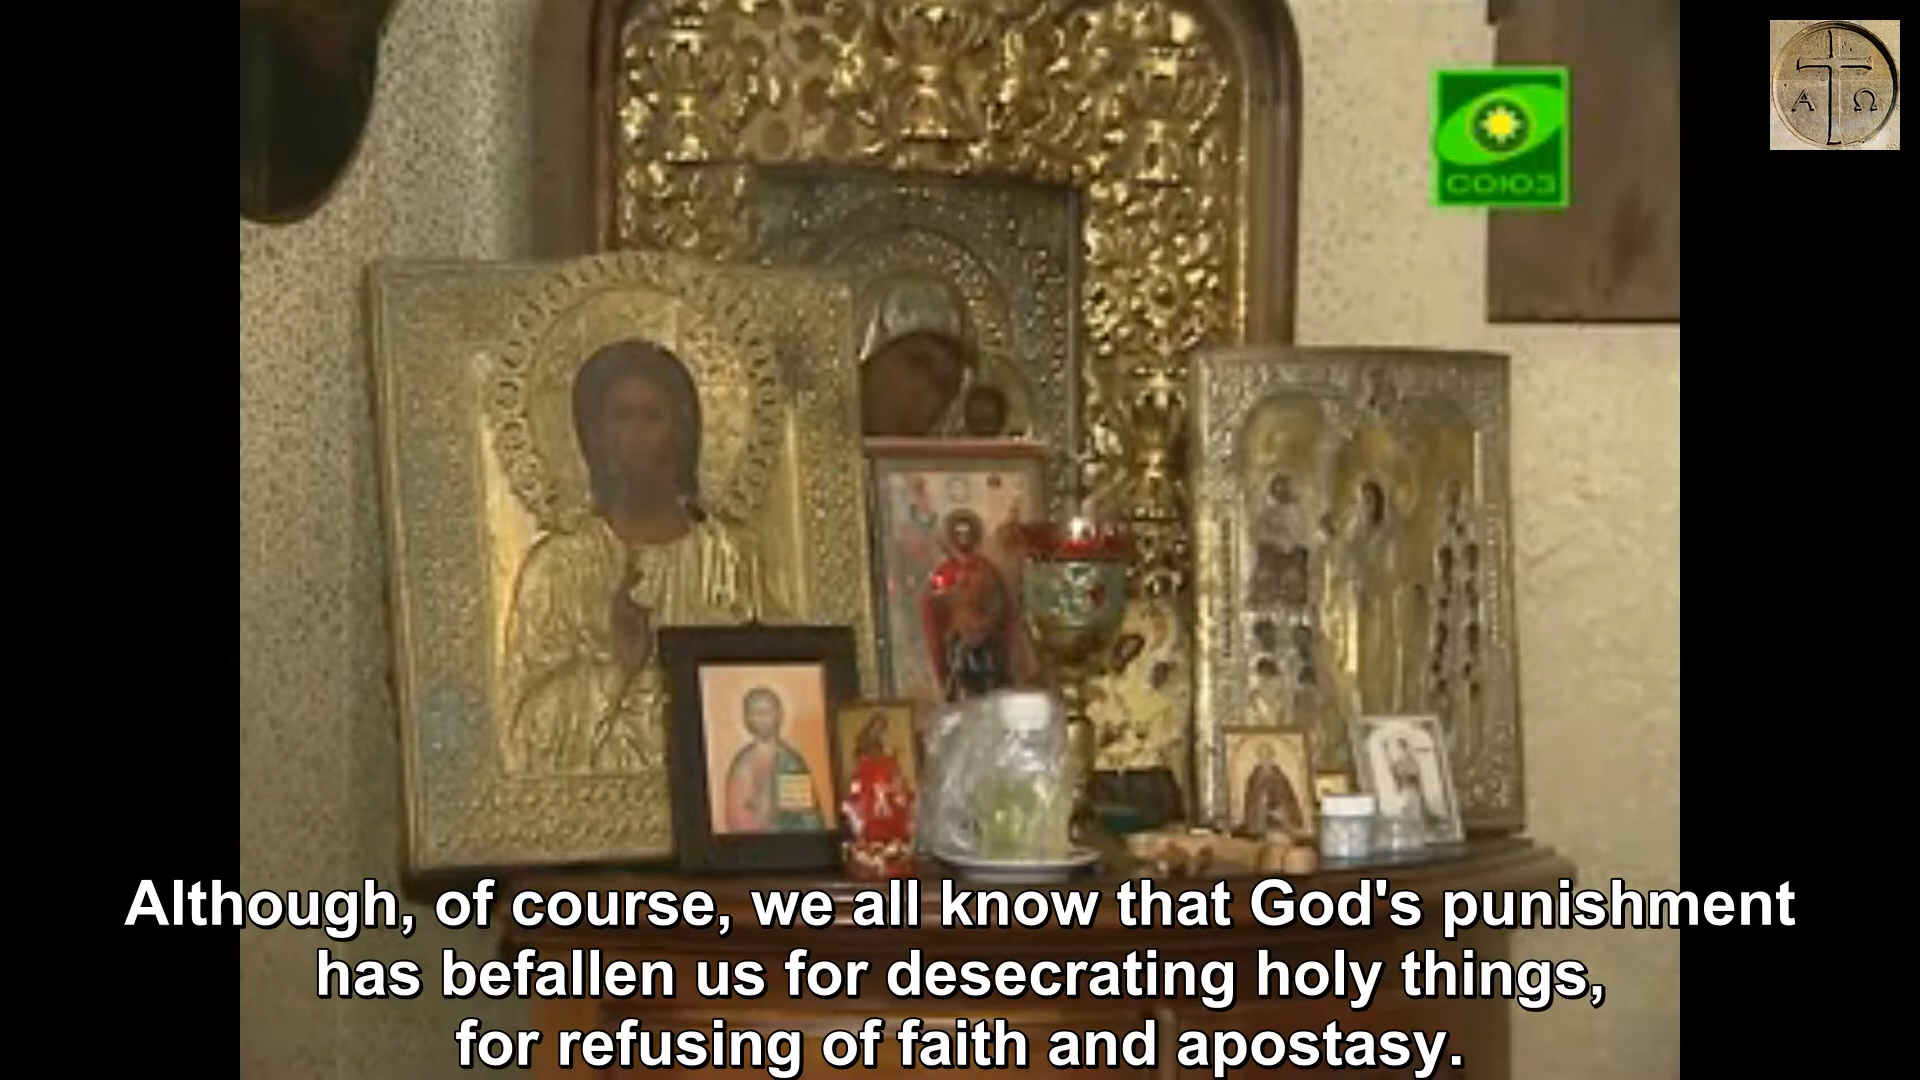 СОЮЗ
Α Ω
Although, of course, we all know that God's punishment
has befallen us for desecrating holy things,
for refusing of faith and apostasy.